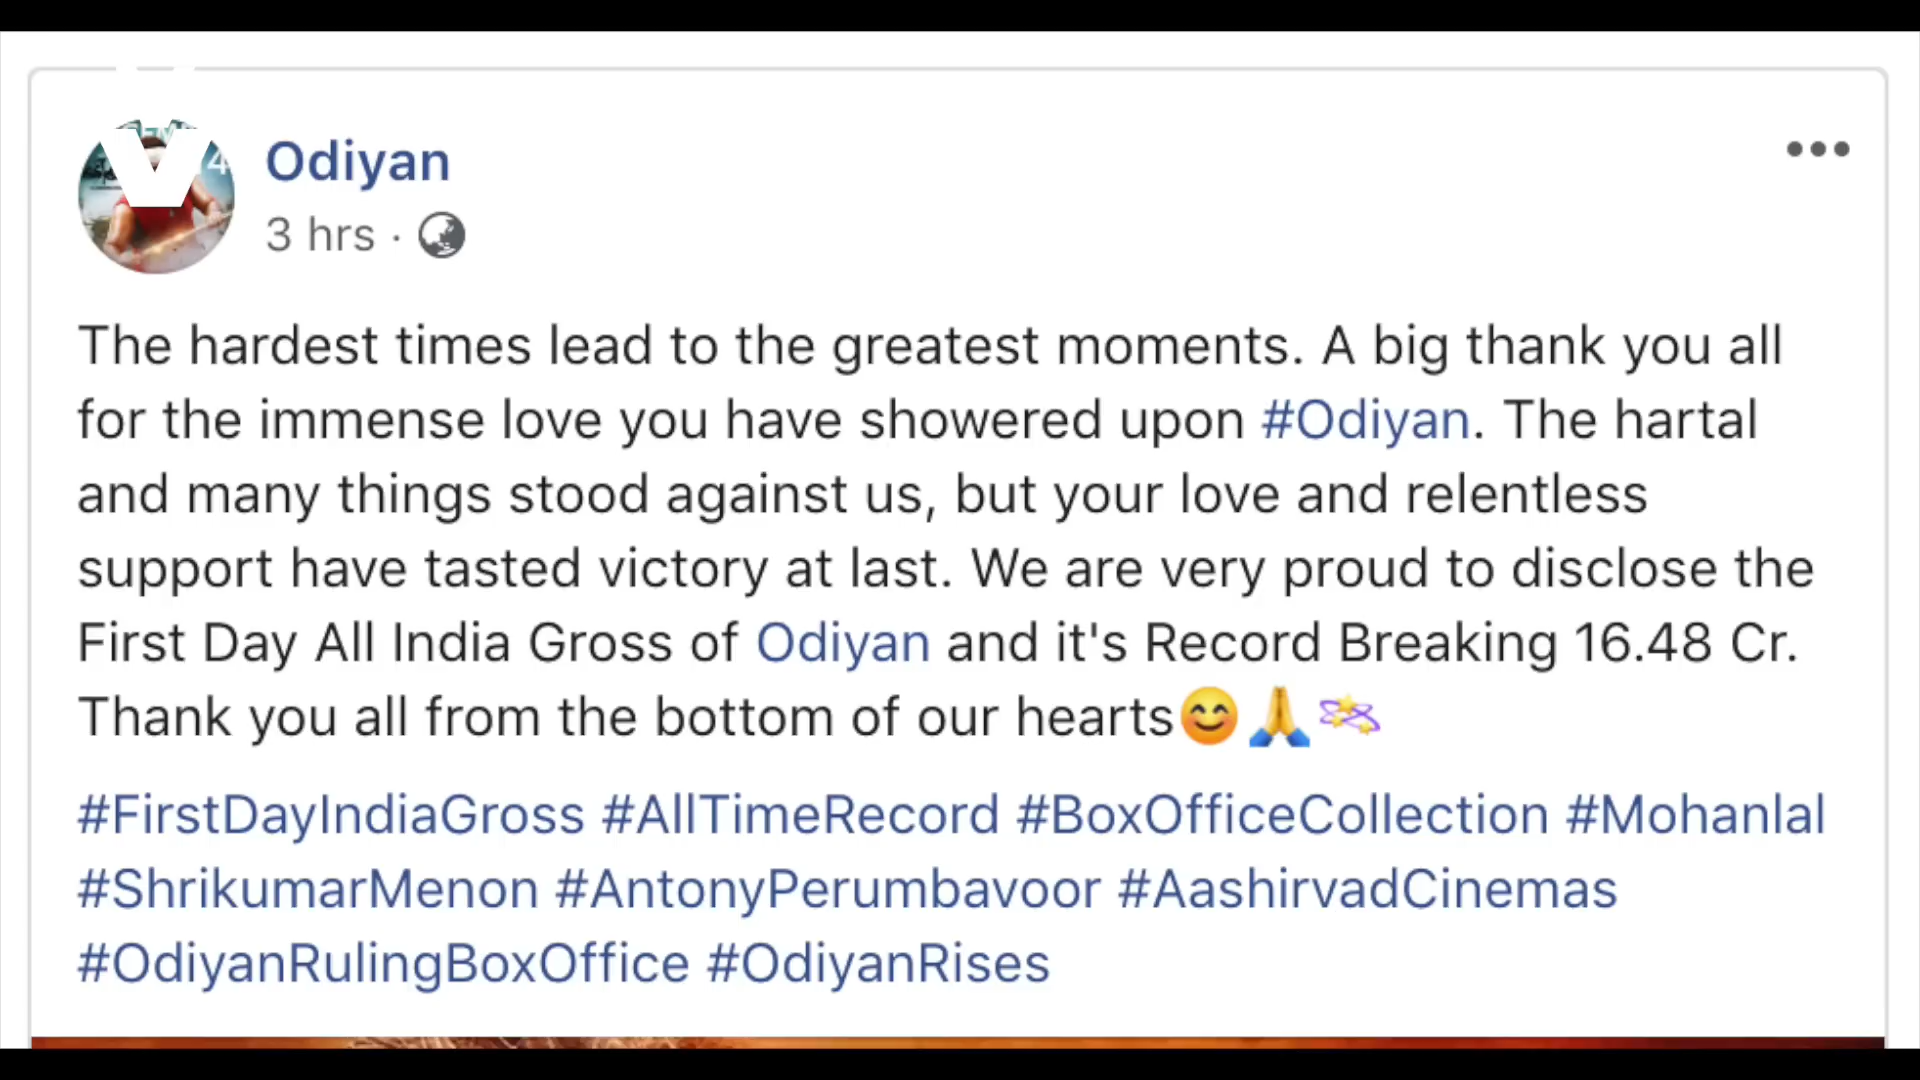 Odiyan
3 hrs ·
The hardest times lead to the greatest moments. A big thank you all
for the immense love you have showered upon #Odiyan. The hartal
and many things stood against us, but your love and relentless
support have tasted victory at last. We are very proud to disclose the
First Day All India Gross of Odiyan and it's Record Breaking 16.48 Cr.
Thank you all from the bottom of our hearts😊🙏💫
#FirstDayIndiaGross #AllTimeRecord #BoxOfficeCollection #Mohanlal
#ShrikumarMenon #AntonyPerumbavoor #AashirvadCinemas
#OdiyanRulingBoxOffice #OdiyanRises